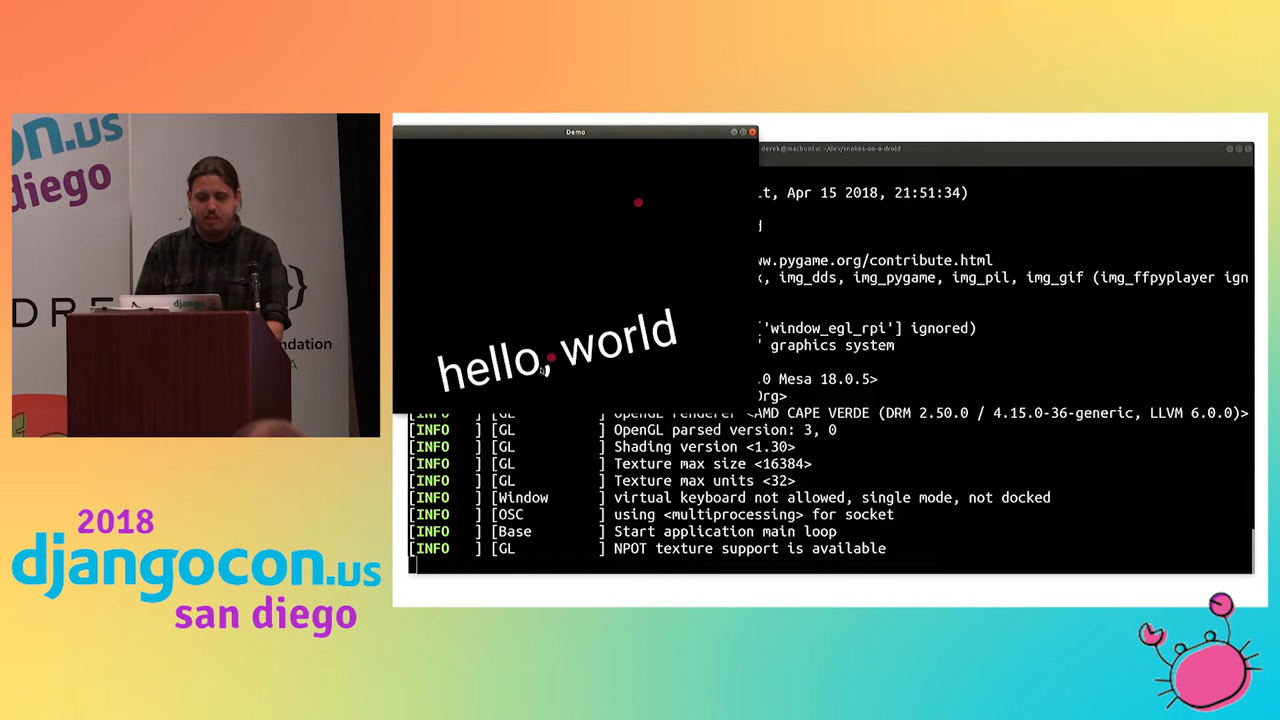 on.us
diego
DRE
django
ndation
A
2018
djangocon.us
san diego
Demo
hello, world
derek@macbuntu: ~/dev/snakes-on-a-droid
t, Apr 15 2018, 21:51:34)
d
ww.pygame.org/contribute.html
x, img_dds, img_pygame, img_pil, img_gif (img_ffpyplayer ign
['window_egl_rpi'] ignored)
" graphics system
.0 Mesa 18.0.5>
Org>
[INFO ] [GL ] OpenGL renderer <AMD CAPE VERDE (DRM 2.50.0 / 4.15.0-36-generic, LLVM 6.0.0)>
[INFO ] [GL ] OpenGL parsed version: 3, 0
[INFO ] [GL ] Shading version <1.30>
[INFO ] [GL ] Texture max size <16384>
[INFO ] [GL ] Texture max units <32>
[INFO ] [Window ] virtual keyboard not allowed, single mode, not docked
[INFO ] [OSC ] using <multiprocessing> for socket
[INFO ] [Base ] Start application main loop
[INFO ] [GL ] NPOT texture support is available